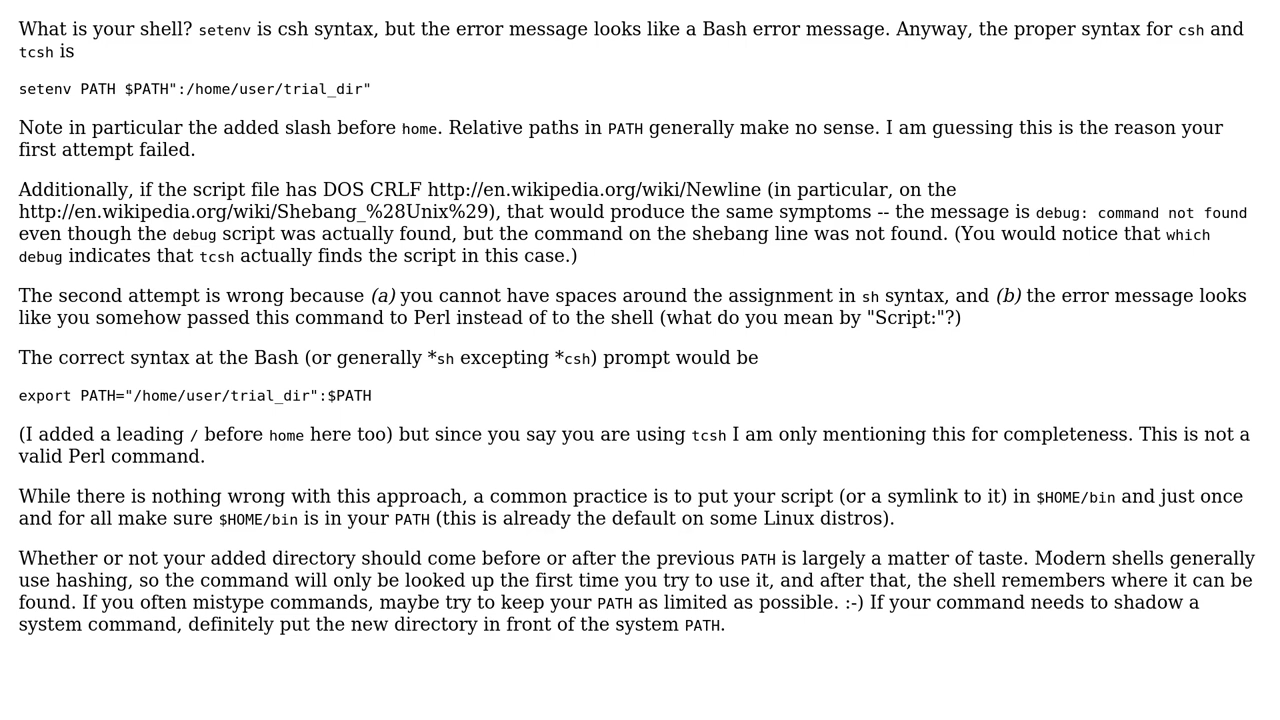 What is your shell? setenv is csh syntax, but the error message looks like a Bash error message. Anyway, the proper syntax for csh and
tcsh is
setenv PATH $PATH":/home/user/trial_dir"
Note in particular the added slash before home. Relative paths in PATH generally make no sense. I am guessing this is the reason your
first attempt failed.
Additionally, if the script file has DOS CRLF http://en.wikipedia.org/wiki/Newline (in particular, on the
http://en.wikipedia.org/wiki/Shebang_%28Unix%29), that would produce the same symptoms -- the message is debug: command not found
even though the debug script was actually found, but the command on the shebang line was not found. (You would notice that which
debug indicates that tcsh actually finds the script in this case.)
The second attempt is wrong because (a) you cannot have spaces around the assignment in sh syntax, and (b) the error message looks
like you somehow passed this command to Perl instead of to the shell (what do you mean by "Script:"?)
The correct syntax at the Bash (or generally *sh excepting *csh) prompt would be
export PATH="/home/user/trial_dir":$PATH
(I added a leading / before home here too) but since you say you are using tcsh I am only mentioning this for completeness. This is not a
valid Perl command.
While there is nothing wrong with this approach, a common practice is to put your script (or a symlink to it) in $HOME/bin and just once
and for all make sure $HOME/bin is in your PATH (this is already the default on some Linux distros).
Whether or not your added directory should come before or after the previous PATH is largely a matter of taste. Modern shells generally
use hashing, so the command will only be looked up the first time you try to use it, and after that, the shell remembers where it can be
found. If you often mistype commands, maybe try to keep your PATH as limited as possible. :-) If your command needs to shadow a
system command, definitely put the new directory in front of the system PATH.